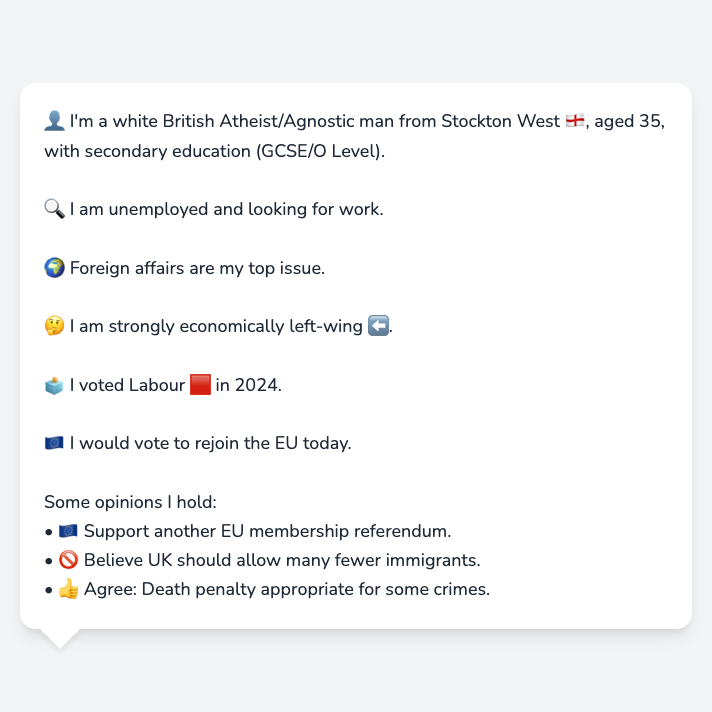 👤 I'm a white British Atheist/Agnostic man from Stockton West 🏴󠁧󠁢󠁥󠁮󠁧󠁿, aged 35,
with secondary education (GCSE/O Level).
🔍 I am unemployed and looking for work.
🌍 Foreign affairs are my top issue.
🤔 I am strongly economically left-wing ⬅️.
🗳️ I voted Labour 🟥 in 2024.
🇪🇺 I would vote to rejoin the EU today.
Some opinions I hold:
• 🇪🇺 Support another EU membership referendum.
• 🚫 Believe UK should allow many fewer immigrants.
• 👍 Agree: Death penalty appropriate for some crimes.